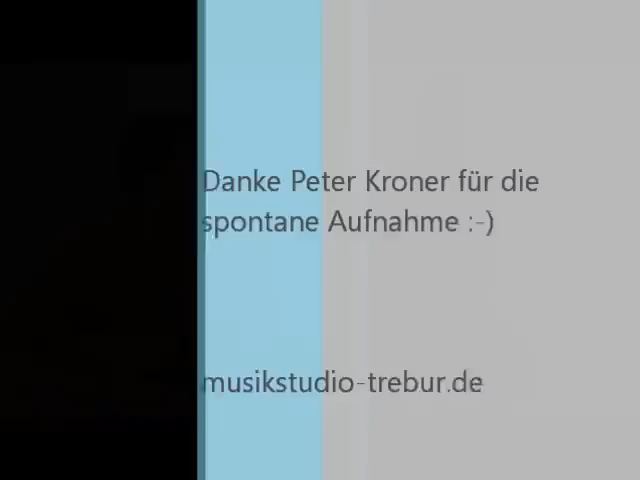 Danke Peter Kroner für die
spontane Aufnahme :-)
musikstudio-trebur.de